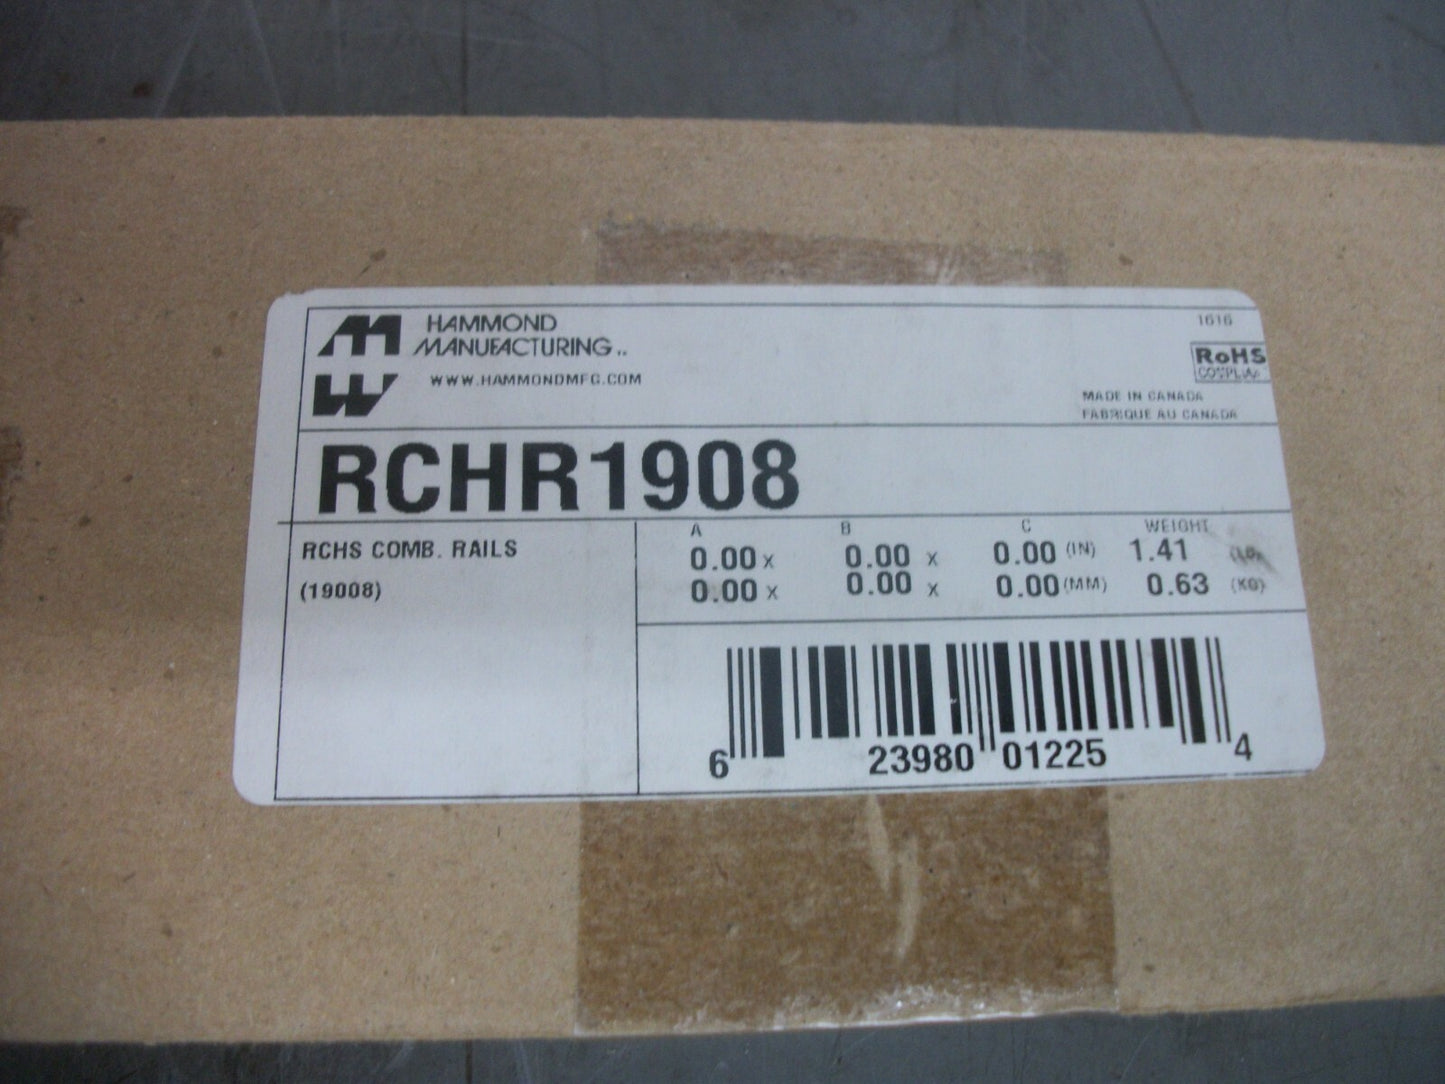 HAMMOND
MANUFACTURING
WWW.HAMMONDMFG.COM
1616
RoHS
MADE IN CANADA
FABRIQUE AU CANADA
RCHR1908
RCHS COMB. RAILS
(19008)
A B C WEIGHT
0.00 x 0.00 x 0.00 (IN) 1.41 (LB)
0.00 x 0.00 x 0.00 (MM) 0.63 (KG)
6 23980 01225 4